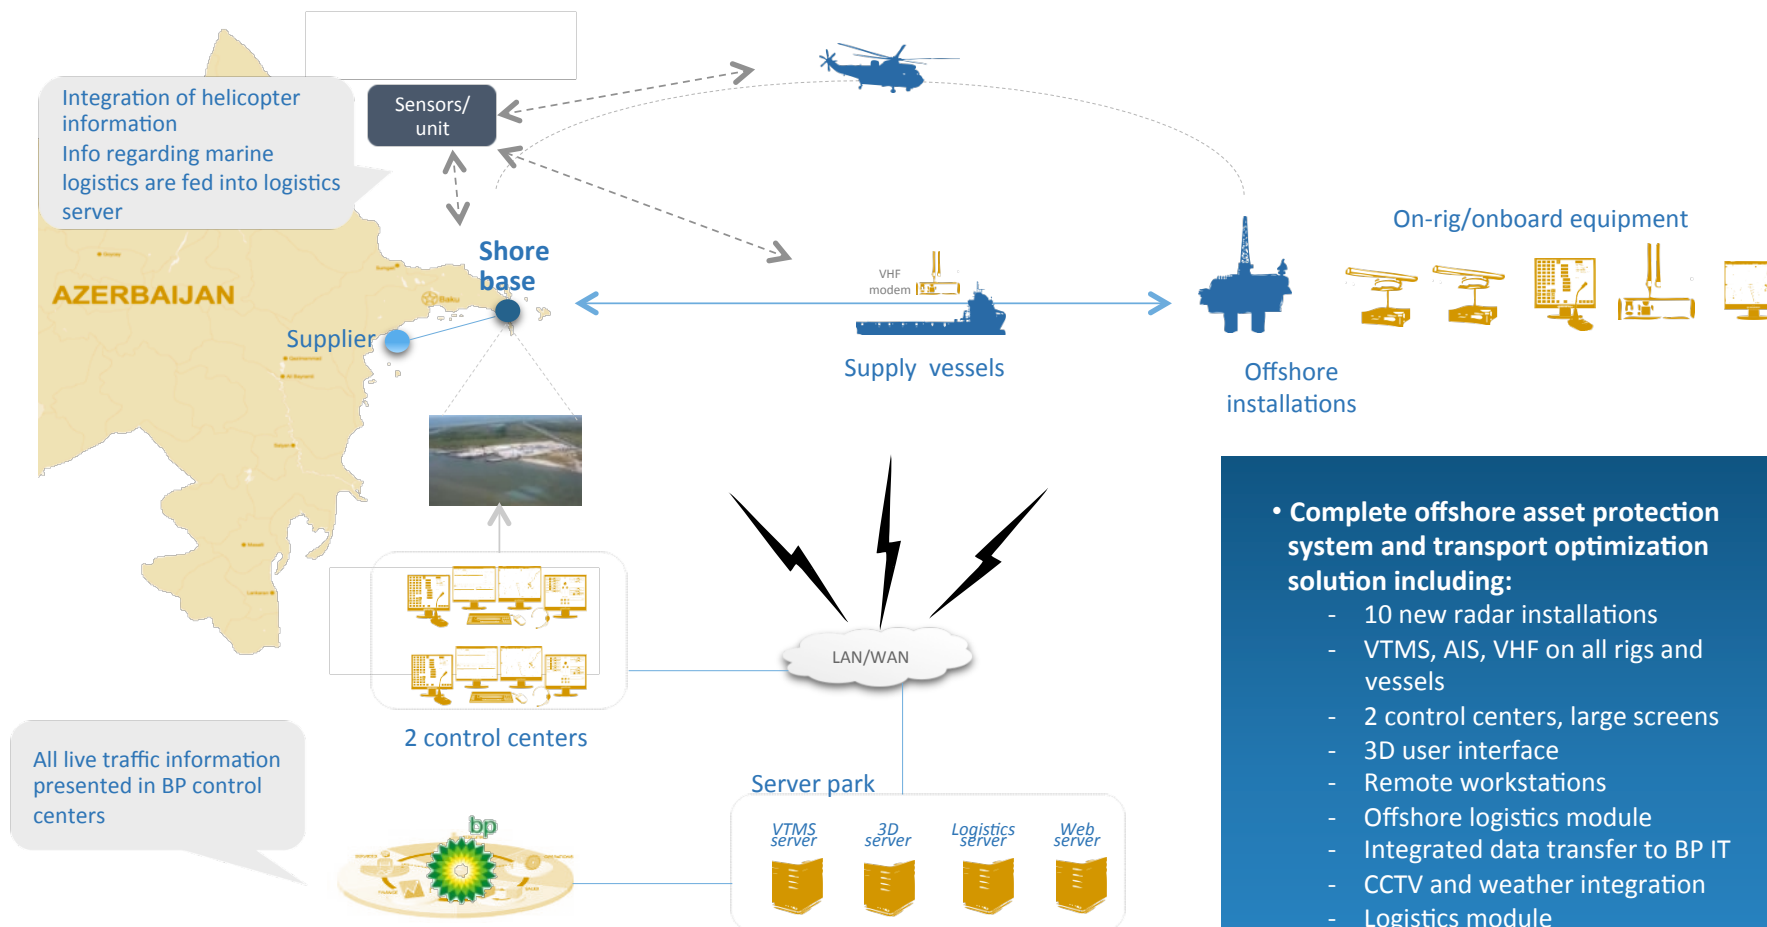 Integration of helicopter
information
Info regarding marine
logistics are fed into logistics
server
Sensors/
unit
Shore
base
AZERBAIJAN
Baku
Supplier
VHF
modem
Supply vessels
Offshore
installations
On-rig/onboard equipment
LAN/WAN
2 control centers
All live traffic information
presented in BP control
centers
bp
Server park
VTMS
server
3D
server
Logistics
server
Web
server
• Complete offshore asset protection
system and transport optimization
solution including:
- 10 new radar installations
- VTMS, AIS, VHF on all rigs and
vessels
- 2 control centers, large screens
- 3D user interface
- Remote workstations
- Offshore logistics module
- Integrated data transfer to BP IT
- CCTV and weather integration
- Logistics module